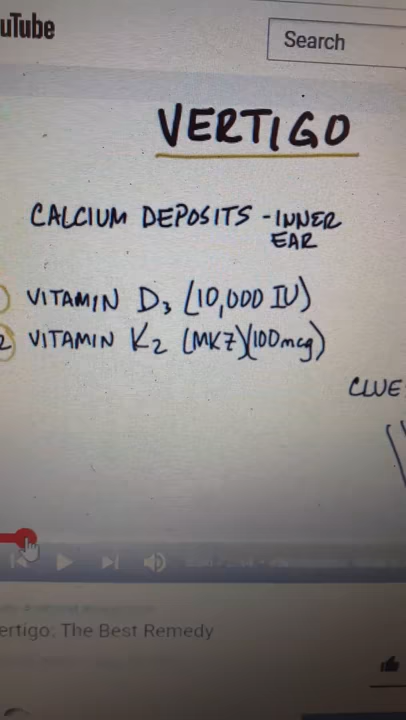 uTube
Search
VERTIGO
CALCIUM DEPOSITS - INNER
EAR
VITAMIN D3 (10,000 IU)
2 VITAMIN K2 (MK7)(100mcg)
CLUE
ertigo: The Best Remedy